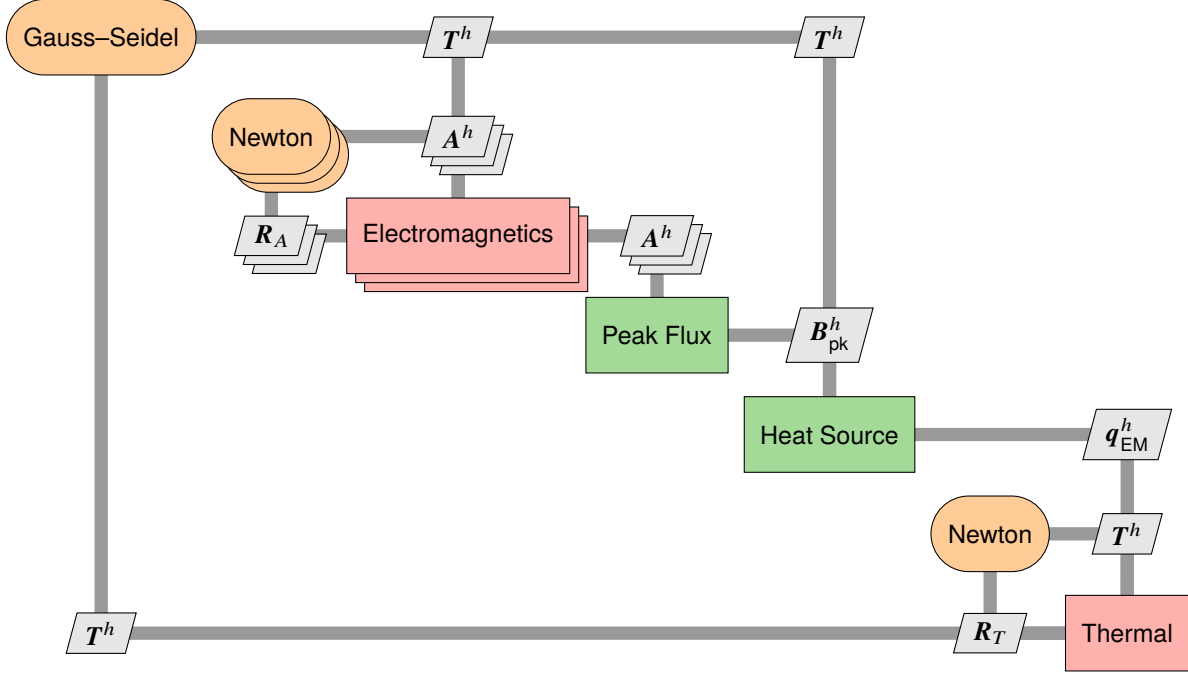 Gauss–Seidel
T^h
T^h
Newton
A^h
R_A
Electromagnetics
A^h
Peak Flux
B^h_pk
Heat Source
q^h_EM
Newton
T^h
T^h
R_T
Thermal